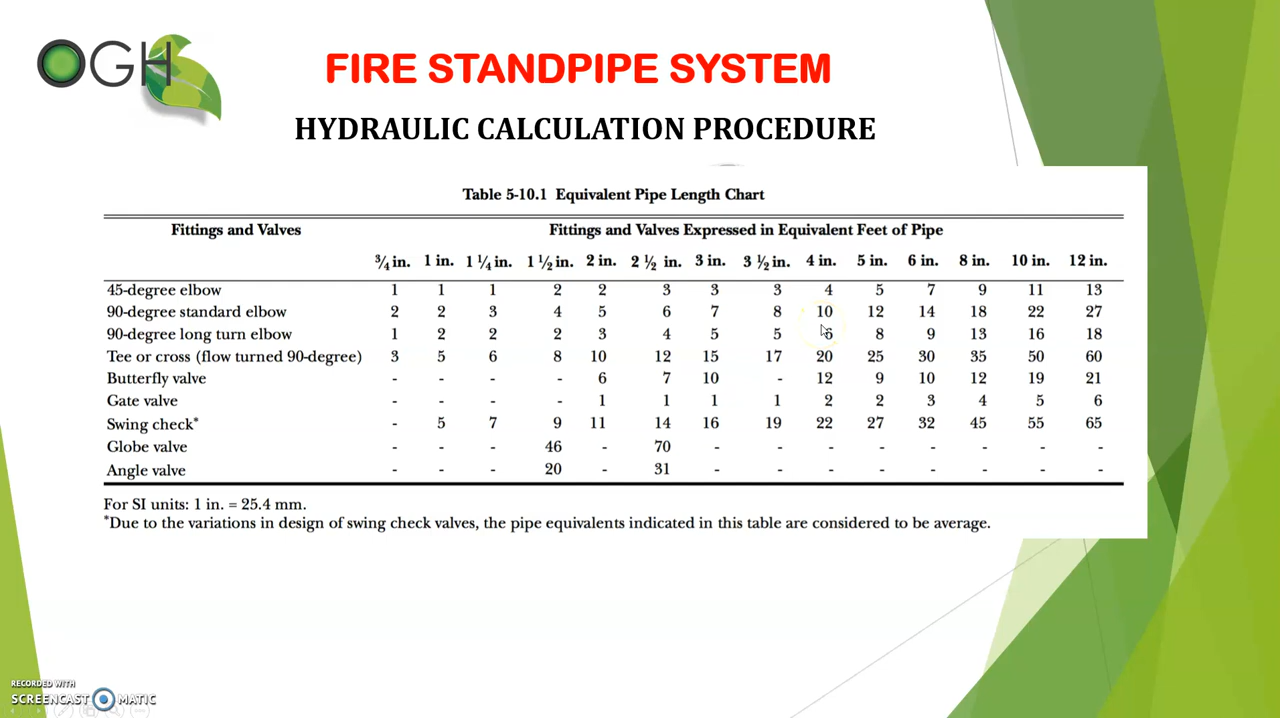 OGH
FIRE STANDPIPE SYSTEM
HYDRAULIC CALCULATION PROCEDURE
Table 5-10.1 Equivalent Pipe Length Chart
Fittings and Valves Fittings and Valves Expressed in Equivalent Feet of Pipe
¾ in. 1 in. 1 ¼ in. 1 ½ in. 2 in. 2 ½ in. 3 in. 3 ½ in. 4 in. 5 in. 6 in. 8 in. 10 in. 12 in.
45-degree elbow 1 1 1 2 2 3 3 3 4 5 7 9 11 13
90-degree standard elbow 2 2 3 4 5 6 7 8 10 12 14 18 22 27
90-degree long turn elbow 1 2 2 2 3 4 5 5 6 8 9 13 16 18
Tee or cross (flow turned 90-degree) 3 5 6 8 10 12 15 17 20 25 30 35 50 60
Butterfly valve - - - - 6 7 10 - 12 9 10 12 19 21
Gate valve - - - - 1 1 1 1 2 2 3 4 5 6
Swing check* - 5 7 9 11 14 16 19 22 27 32 45 55 65
Globe valve - - - 46 - 70 - - - - - - - -
Angle valve - - - 20 - 31 - - - - - - - -
For SI units: 1 in. = 25.4 mm.
*Due to the variations in design of swing check valves, the pipe equivalents indicated in this table are considered to be average.
RECORDED WITH
SCREENCAST MATIC